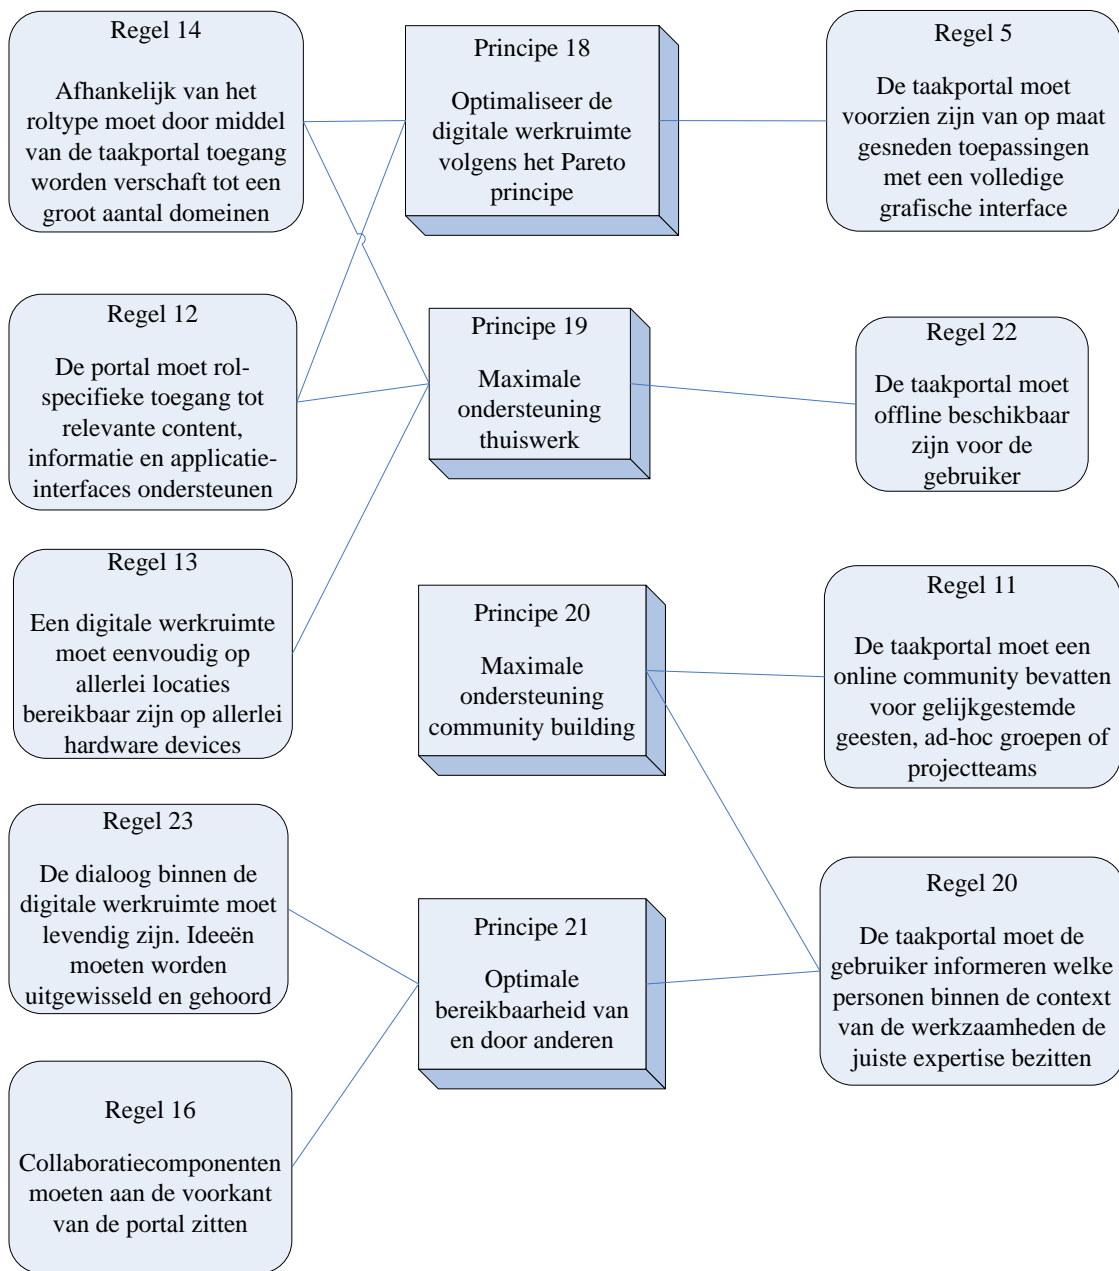 Regel 14
Afhankelijk van het
roltype moet door middel
van de taakportal toegang
worden verschaft tot een
groot aantal domeinen
Principe 18
Optimaliseer de
digitale werkruimte
volgens het Pareto
principe
Regel 5
De taakportal moet
voorzien zijn van op maat
gesneden toepassingen
met een volledige
grafische interface
Regel 12
De portal moet rol-
specifieke toegang tot
relevante content,
informatie en applicatie-
interfaces ondersteunen
Principe 19
Maximale
ondersteuning
thuiswerk
Regel 22
De taakportal moet
offline beschikbaar
zijn voor de
gebruiker
Regel 13
Een digitale werkruimte
moet eenvoudig op
allerlei locaties
bereikbaar zijn op allerlei
hardware devices
Principe 20
Maximale
ondersteuning
community building
Regel 11
De taakportal moet een
online community bevatten
voor gelijkgestemde
geesten, ad-hoc groepen of
projectteams
Regel 23
De dialoog binnen de
digitale werkruimte moet
levendig zijn. Ideeën
moeten worden
uitgewisseld en gehoord
Principe 21
Optimale
bereikbaarheid van
en door anderen
Regel 20
De taakportal moet de
gebruiker informeren welke
personen binnen de context
van de werkzaamheden de
juiste expertise bezitten
Regel 16
Collaboratiecomponenten
moeten aan de voorkant
van de portal zitten